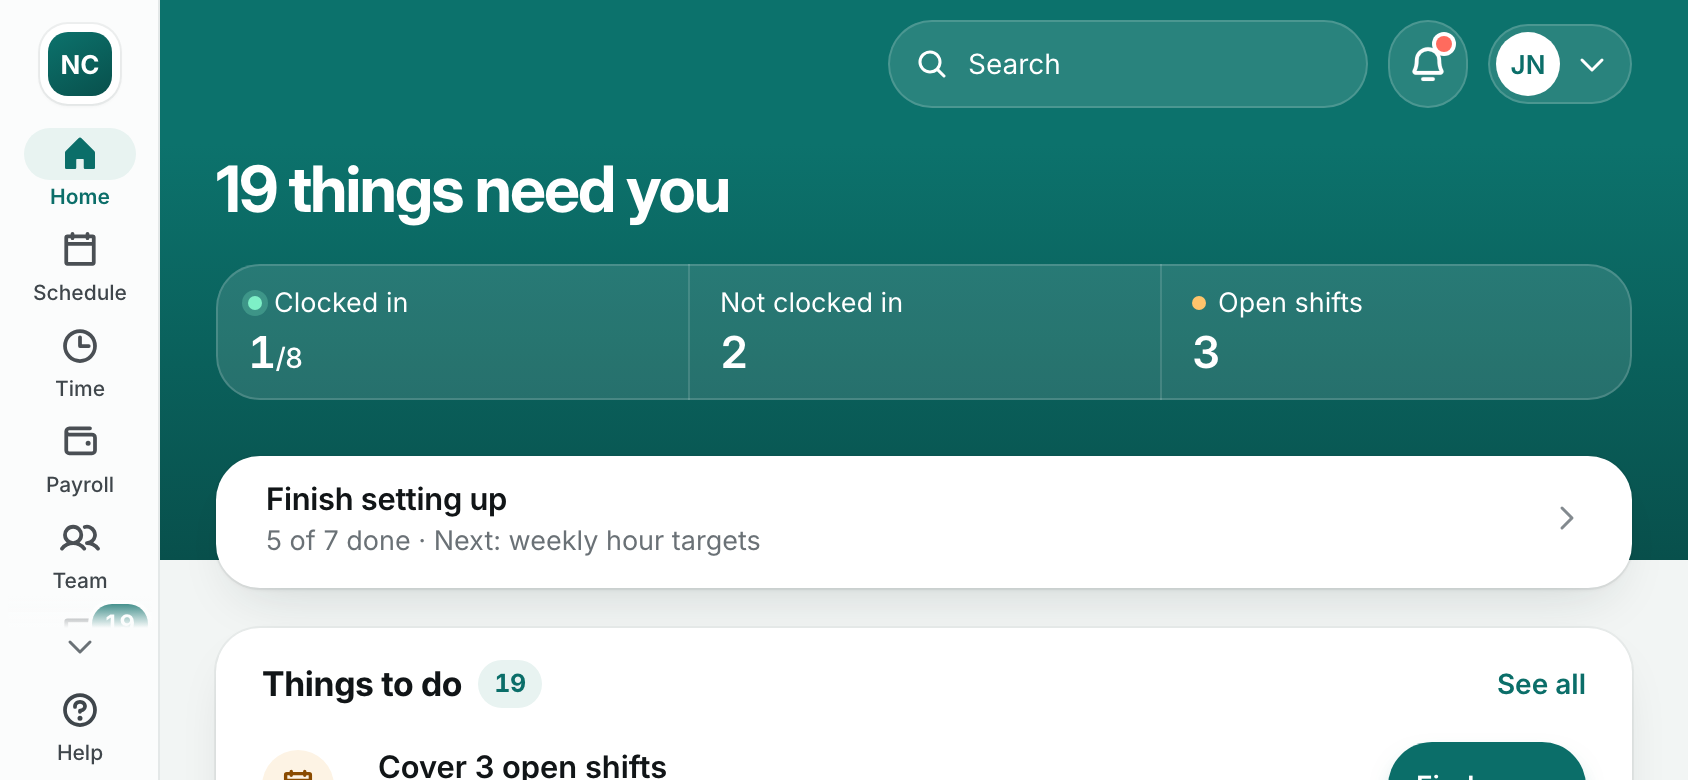 NC
Search
JN
Home
Schedule
Time
Payroll
Team
19
Help
19 things need you
Clocked in
1/8
Not clocked in
2
Open shifts
3
Finish setting up
5 of 7 done · Next: weekly hour targets
Things to do 19
See all
Cover 3 open shifts